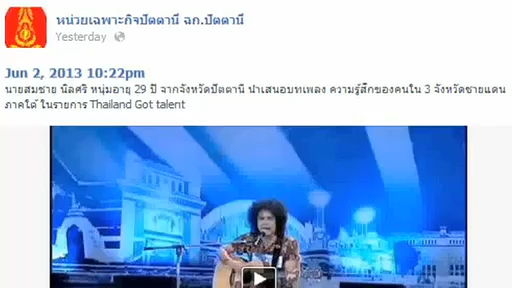 หน่วยเฉพาะกิจปัตตานี ฉก.ปัตตานี
Yesterday
Jun 2, 2013 10:22pm
นายสมชาย นิลศรี หนุ่มอายุ 29 ปี จากจังหวัดปัตตานี นำเสนอบทเพลง ความรู้สึกของคนใน 3 จังหวัดชายแดน
ภาคใต้ ในรายการ Thailand Got talent